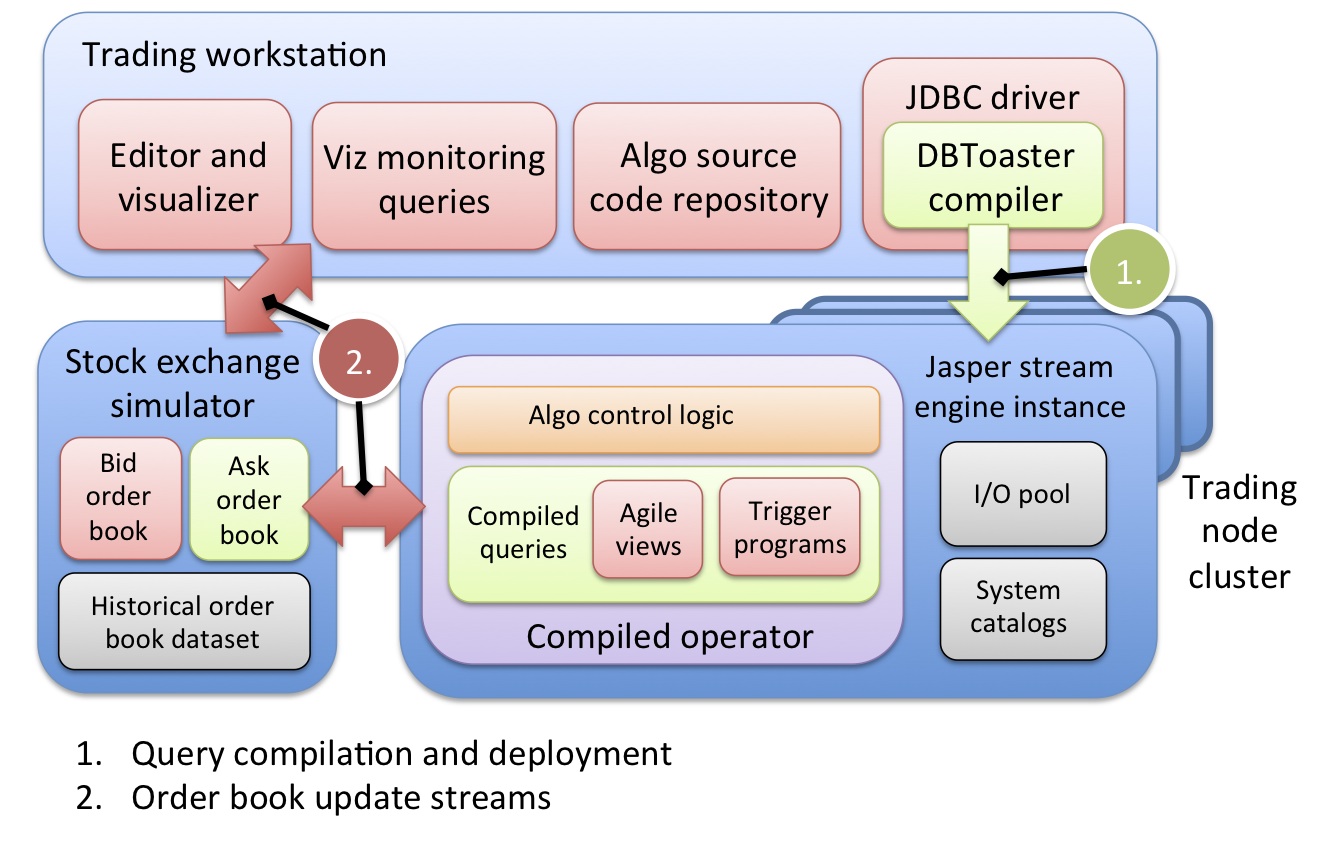 Trading workstation
Editor and
visualizer
Viz monitoring
queries
Algo source
code repository
JDBC driver
DBToaster
compiler
1.
2.
Stock exchange
simulator
Bid
order
book
Ask
order
book
Historical order
book dataset
Algo control logic
Compiled
queries
Agile
views
Trigger
programs
Compiled operator
Jasper stream
engine instance
I/O pool
System
catalogs
Trading
node
cluster
1. Query compilation and deployment
2. Order book update streams